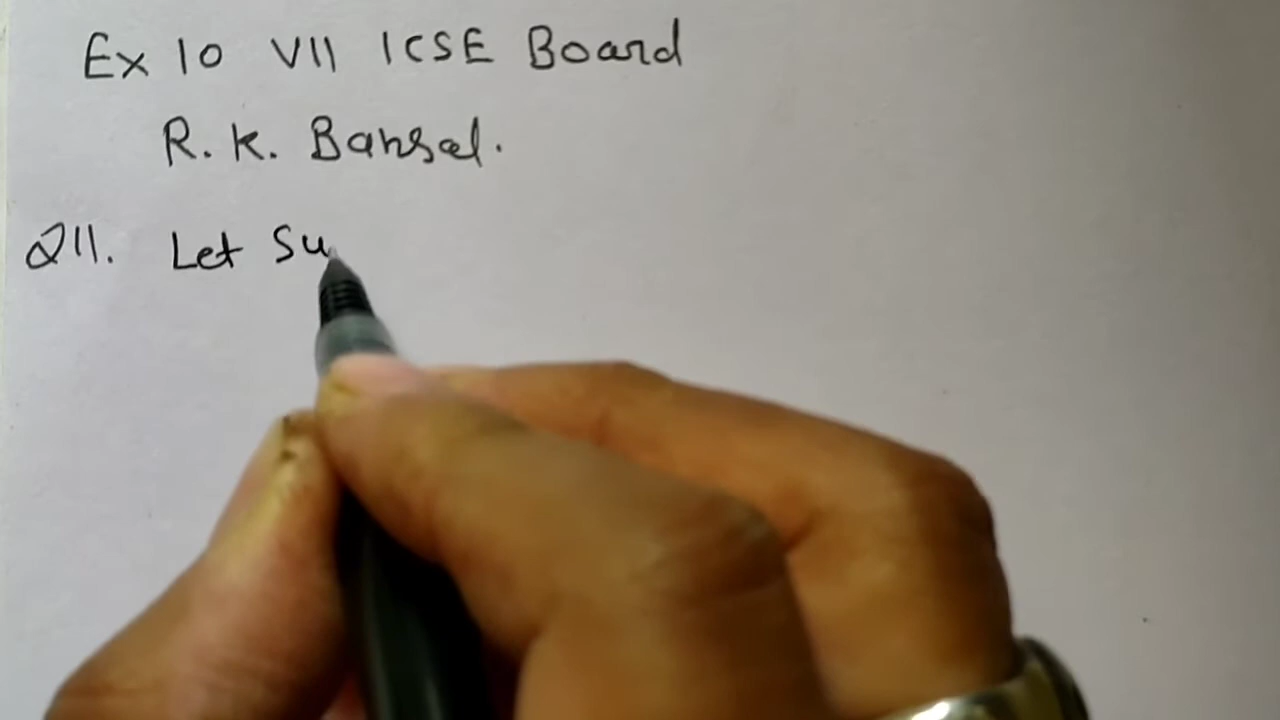 Ex 10 VII ICSE Board
R. K. Bansal.
Q11. Let Su